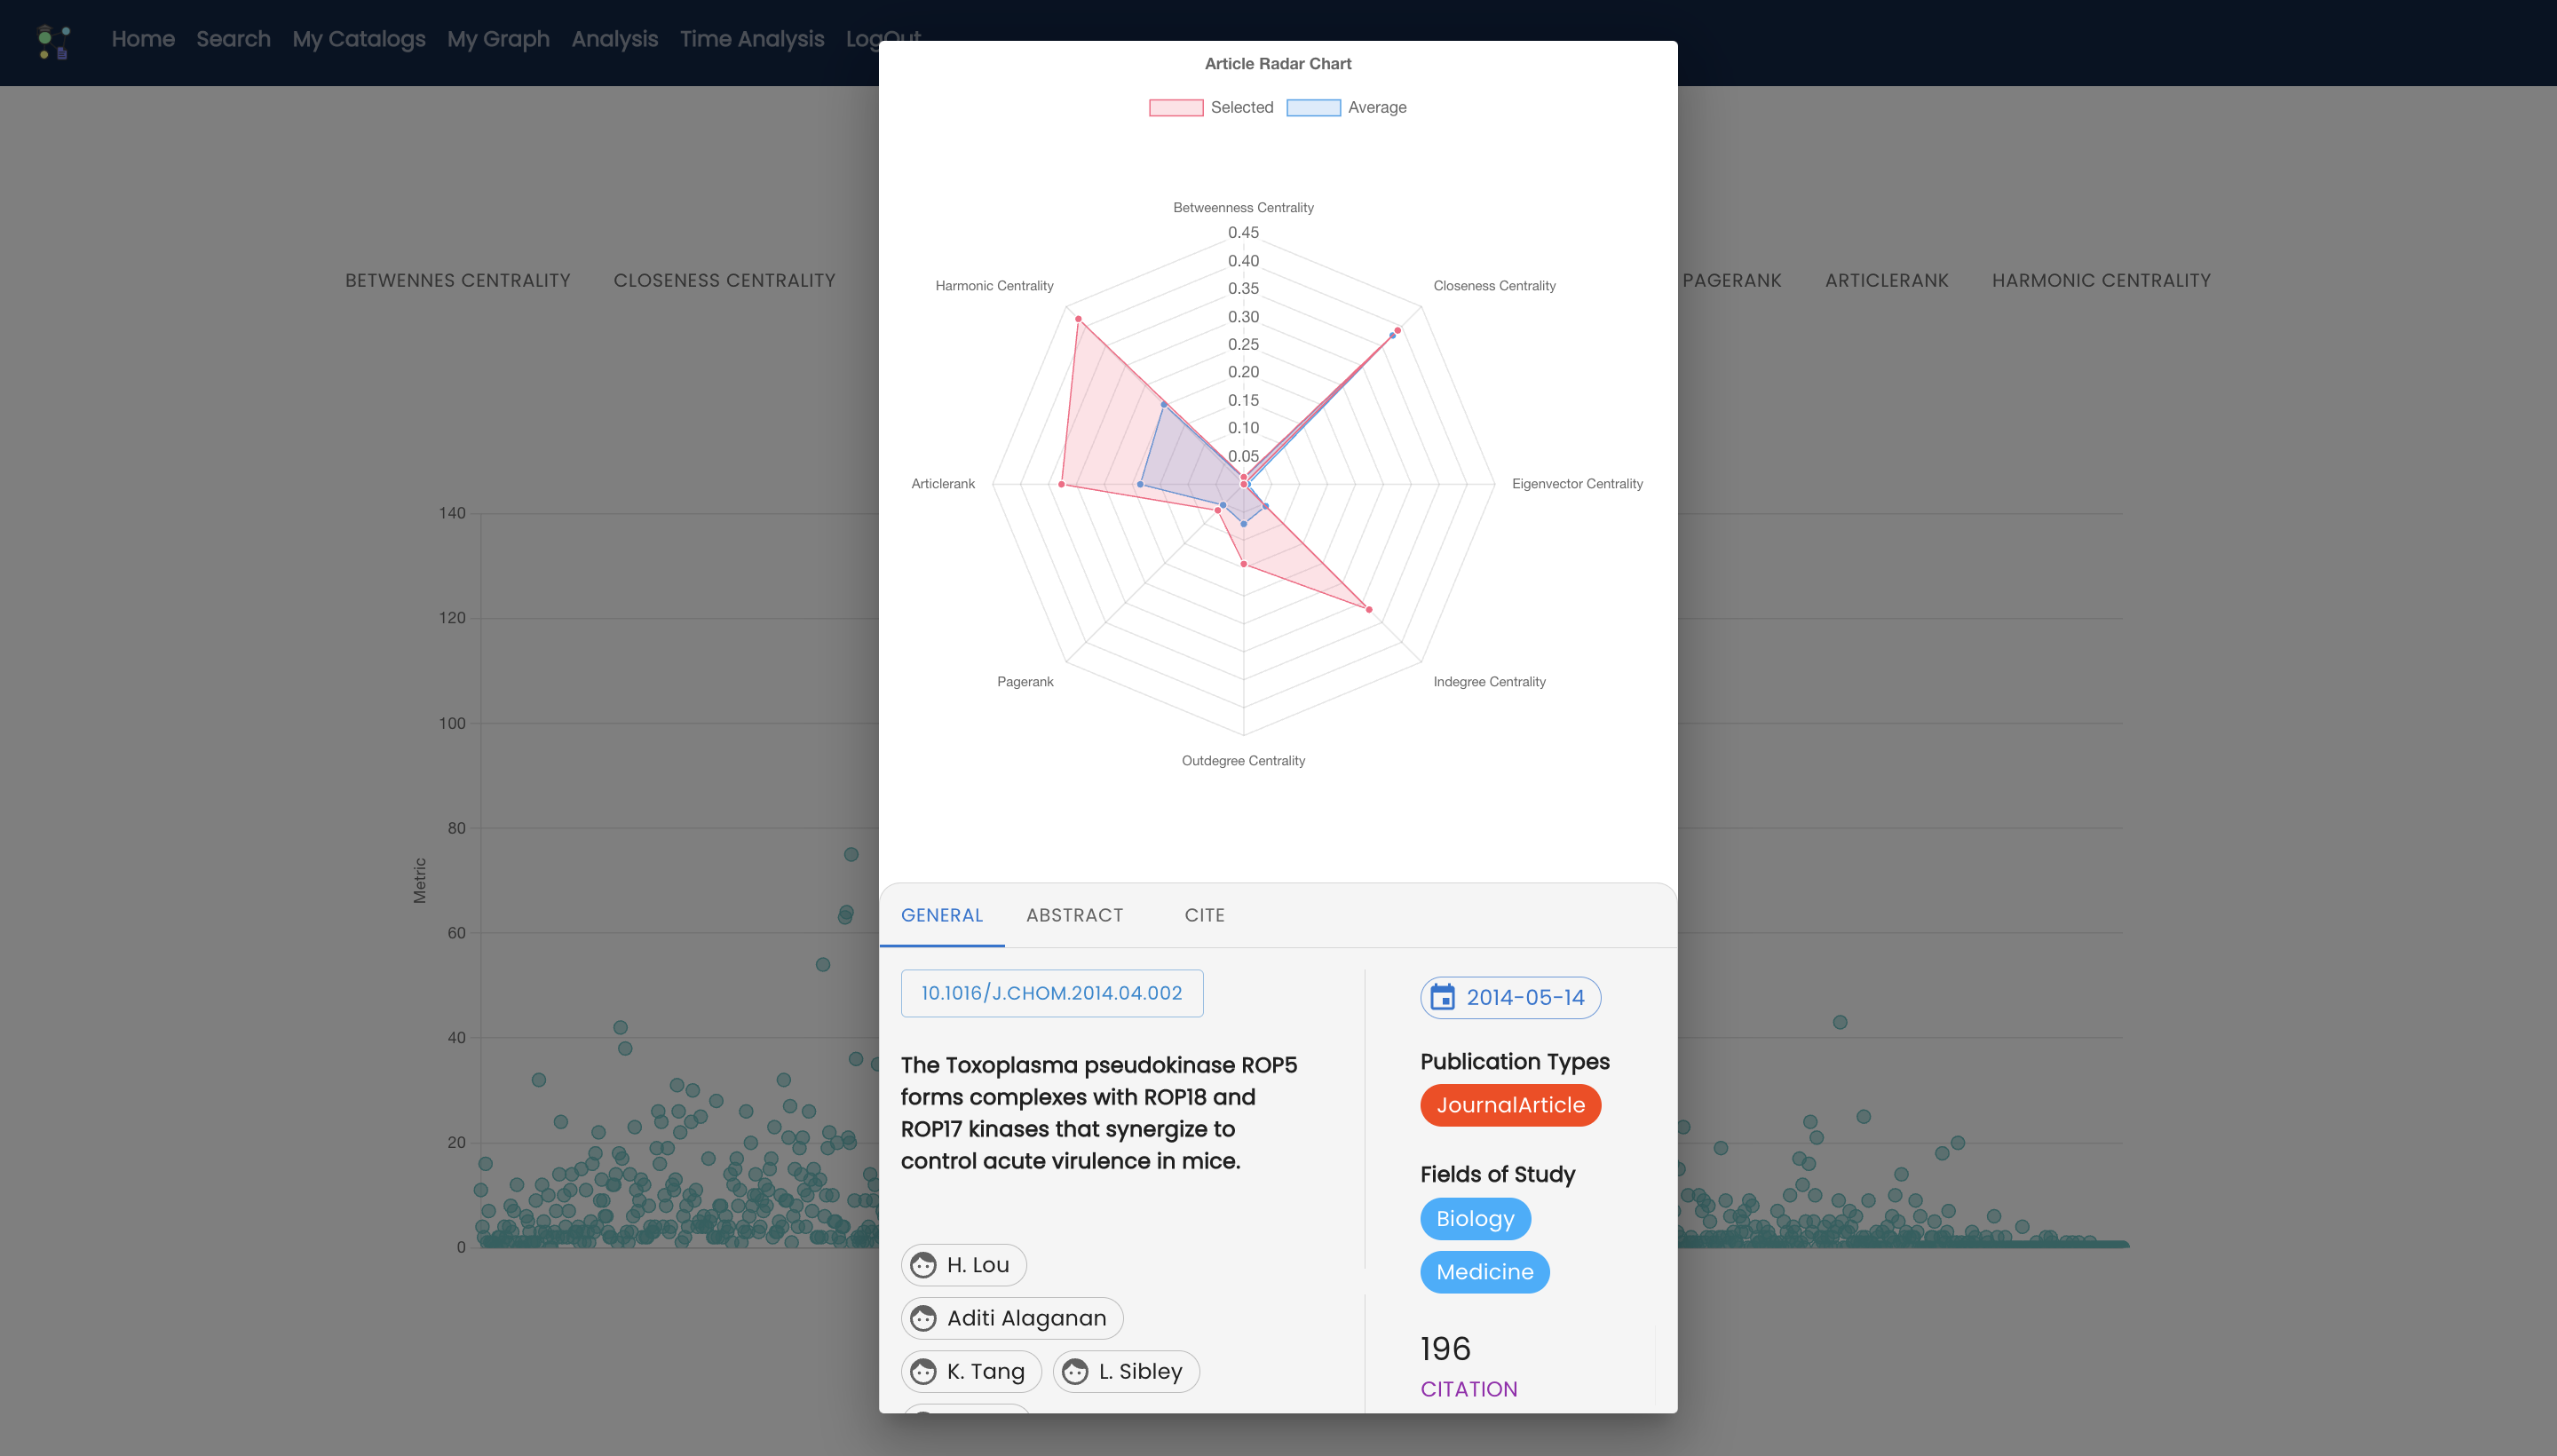 Home Search My Catalogs My Graph Analysis Time Analysis LogOut
Article Radar Chart
Selected Average
BETWENNES CENTRALITY CLOSENESS CENTRALITY PAGERANK ARTICLERANK HARMONIC CENTRALITY
Betweenness Centrality
0.45
0.40
0.35
0.30
0.25
0.20
0.15
0.10
0.05
Harmonic Centrality
Closeness Centrality
Articlerank
Eigenvector Centrality
Pagerank
Indegree Centrality
Outdegree Centrality
140
120
100
80
60
40
20
0
Metric
GENERAL ABSTRACT CITE
10.1016/J.CHOM.2014.04.002
The Toxoplasma pseudokinase ROP5
forms complexes with ROP18 and
ROP17 kinases that synergize to
control acute virulence in mice.
H. Lou
Aditi Alaganan
K. Tang L. Sibley
2014-05-14
Publication Types
JournalArticle
Fields of Study
Biology
Medicine
196
CITATION